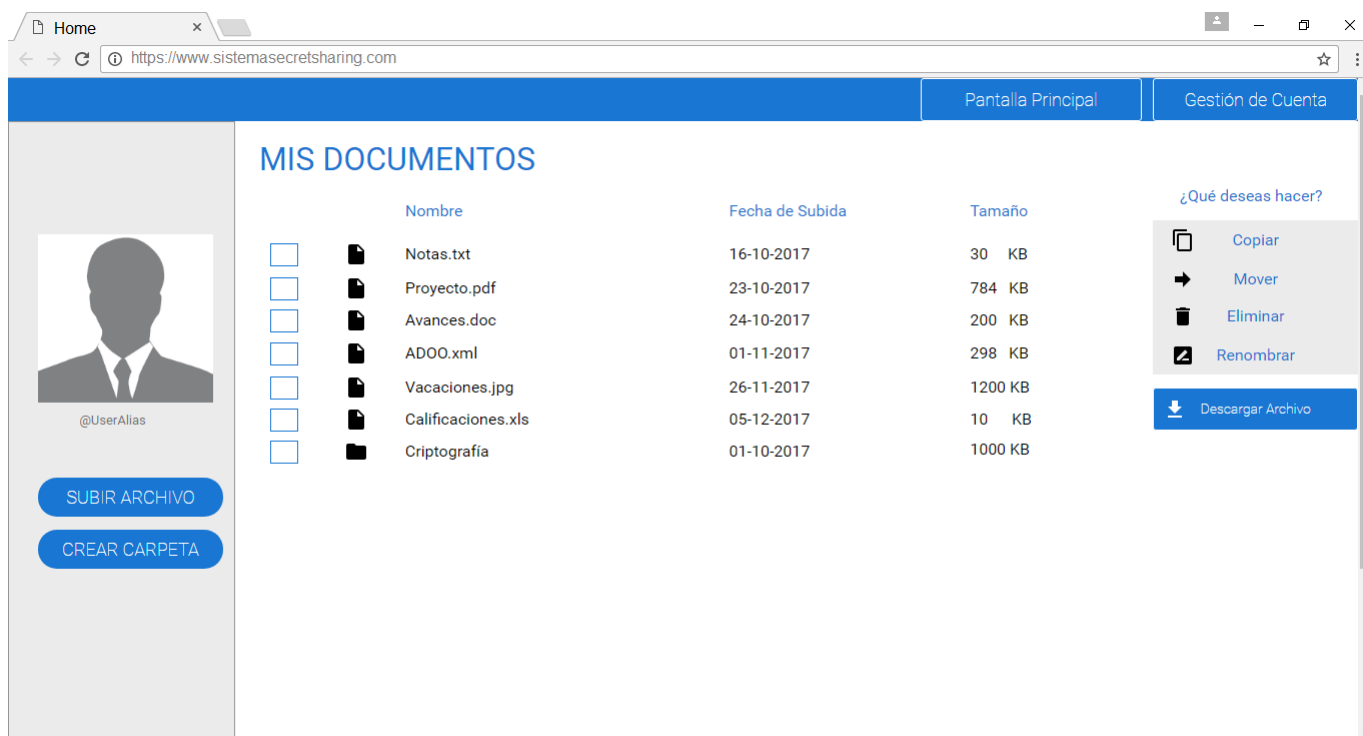 Home
https://www.sistemasecretsharing.com
Pantalla Principal Gestión de Cuenta
MIS DOCUMENTOS
Nombre Fecha de Subida Tamaño
Notas.txt 16-10-2017 30 KB
Proyecto.pdf 23-10-2017 784 KB
Avances.doc 24-10-2017 200 KB
ADOO.xml 01-11-2017 298 KB
Vacaciones.jpg 26-11-2017 1200 KB
Calificaciones.xls 05-12-2017 10 KB
Criptografía 01-10-2017 1000 KB
¿Qué deseas hacer?
Copiar
Mover
Eliminar
Renombrar
Descargar Archivo
@UserAlias
SUBIR ARCHIVO
CREAR CARPETA